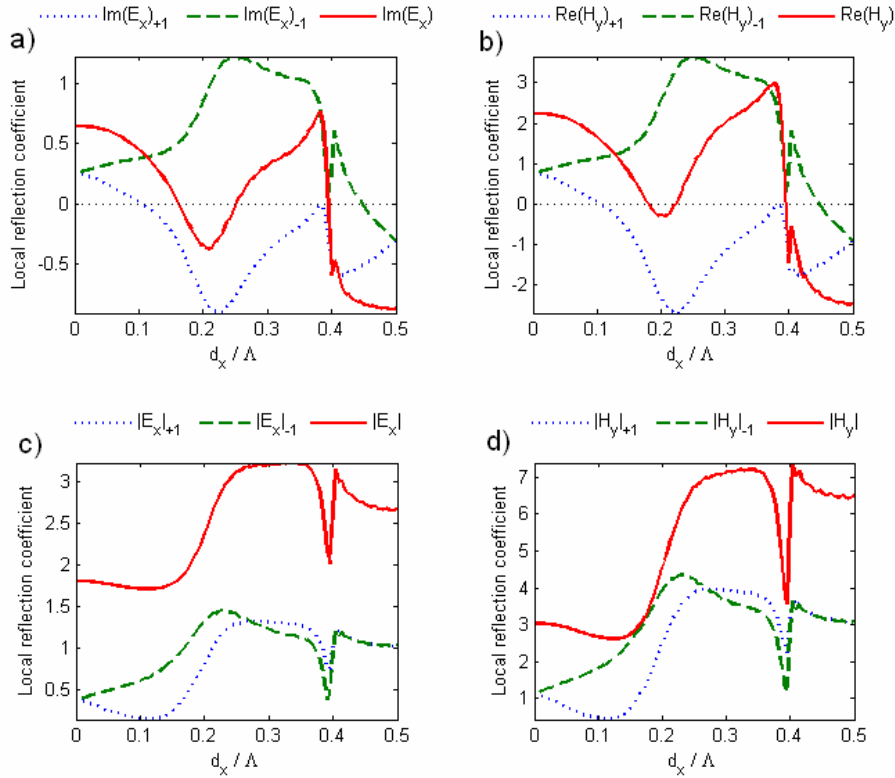 a)
Im(E_x)_{+1} Im(E_x)_{-1} Im(E_x)
Local reflection coefficient
1
0.5
0
-0.5
0 0.1 0.2 0.3 0.4 0.5
d_x / Λ
b)
Re(H_y)_{+1} Re(H_y)_{-1} Re(H_y)
Local reflection coefficient
3
2
1
0
-1
-2
0 0.1 0.2 0.3 0.4 0.5
d_x / Λ
c)
|E_x|_{+1} |E_x|_{-1} |E_x|
Local reflection coefficient
3
2.5
2
1.5
1
0.5
0 0.1 0.2 0.3 0.4 0.5
d_x / Λ
d)
|H_y|_{+1} |H_y|_{-1} |H_y|
Local reflection coefficient
7
6
5
4
3
2
1
0 0.1 0.2 0.3 0.4 0.5
d_x / Λ